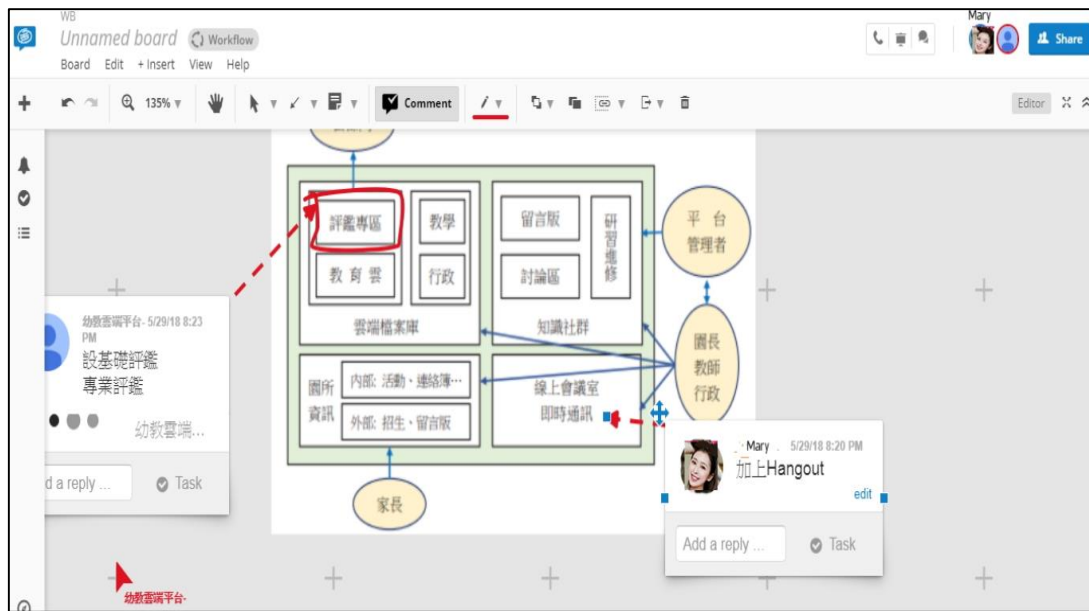 WB
Unnamed board
Workflow
Mary
Share
Board Edit + Insert View Help
135%
Comment
Editor
評鑑專區
教學
留言版
研習進修
平 台
管理者
教 育 雲
行政
討論區
雲端檔案庫
知識社群
園長
教師
行政
園所
資訊
內部: 活動、連絡簿…
外部: 招生、留言版
線上會議室
即時通訊
家長
幼教雲端平台- 5/29/18 8:23
PM
設基礎評鑑
專業評鑑
幼教雲端...
d a reply ...
Task
Mary 5/29/18 8:20 PM
加上Hangout
edit
Add a reply ...
Task
幼教雲端平台-